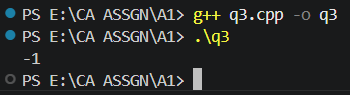 PS E:\CA ASSGN\A1> g++ q3.cpp -o q3
PS E:\CA ASSGN\A1> .\q3
-1
PS E:\CA ASSGN\A1>